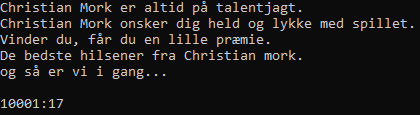 Christian Mork er altid på talentjagt.
Christian Mork onsker dig held og lykke med spillet.
Vinder du, får du en lille præmie.
De bedste hilsener fra Christian mork.
og så er vi i gang...
10001:17